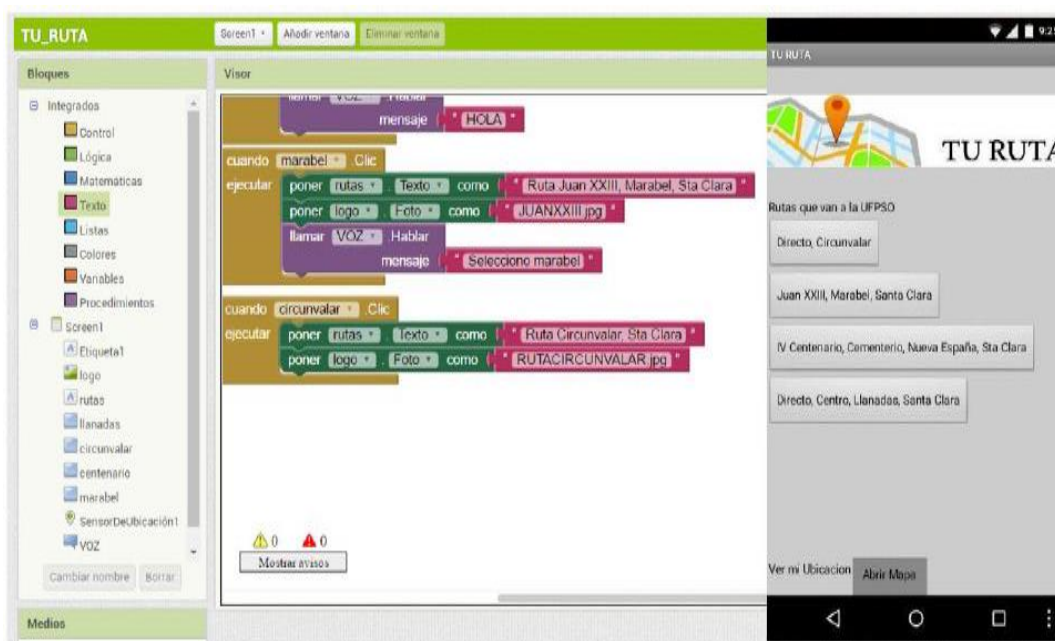 TU_RUTA
Screen1
Añadir ventana
Eliminar ventana
Bloques
Integrados
Control
Lógica
Matemáticas
Texto
Listas
Colores
Variables
Procedimientos
Screen1
Etiqueta1
logo
rutas
llanadas
circunvalar
centenario
marabel
SensorDeUbicación1
VOZ
Cambiar nombre Borrar
Medios
Visor
llamar VOZ .Hablar
mensaje " HOLA "
cuando marabel .Clic
ejecutar poner rutas . Texto como " Ruta Juan XXIII, Marabel, Sta Clara "
poner logo . Foto como " JUANXXIII.jpg "
llamar VOZ .Hablar
mensaje " Selecciono marabel "
cuando circunvalar .Clic
ejecutar poner rutas . Texto como " Ruta Circunvalar, Sta Clara "
poner logo . Foto como " RUTACIRCUNVALAR.jpg "
0 0
Mostrar avisos
9:25
TU RUTA
TU RUTA
Rutas que van a la UFPSO
Directo, Circunvalar
Juan XXIII, Marabel, Santa Clara
IV Centenario, Cementerio, Nueva España, Sta Clara
Directo, Centro, Llanadas, Santa Clara
Ver mi Ubicacion Abrir Mapa